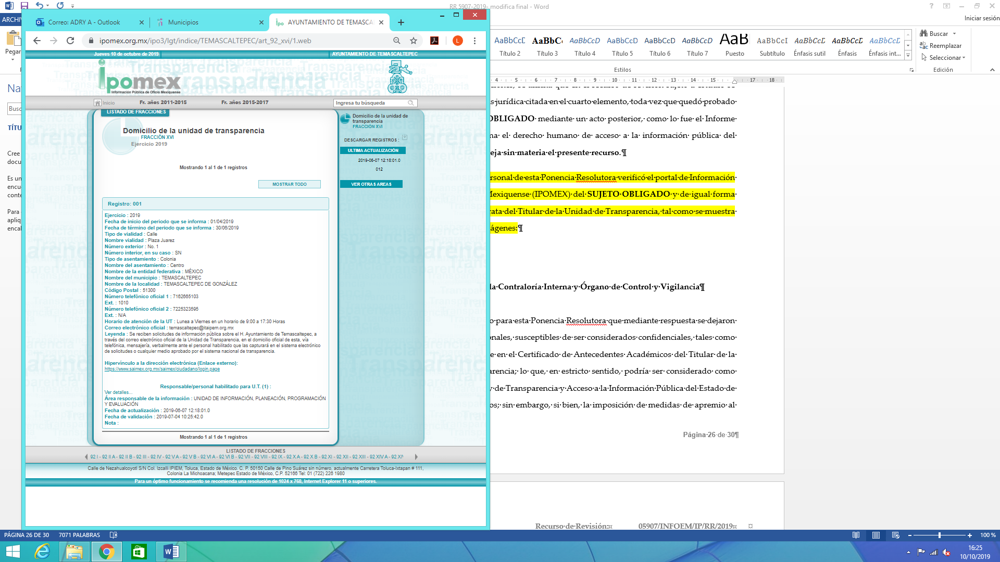 RR 5907-2019- modifica final - Word
ARCHI
Iniciar sesión
Pegar
Correo: ADRY A - Outlook
Municipios
AYUNTAMIENTO DE TEMASCA
ipomex.org.mx/ipo3/lgt/indice/TEMASCALTEPEC/art_92_xvi/1.web
L
AaBbCcD AaBbC AaBbCcD AaBbCcD AaBbCcD AaBbCcD AaB AaBbCcI AaBbCcD AaBbCcD AaBbCcD
Título 2 Título 3 Título 4 Título 5 Título 6 Título 7 Puesto Subtítulo Énfasis sutil Énfasis Énfasis int...
Estilos
Buscar
Reemplazar
Seleccionar
Edición
Jueves 10 de octubre de 2019
AYUNTAMIENTO DE TEMASCALTEPEC
ipomex
Información Pública de Oficio Mexiquense
Transparencia
Inicio
Fr. años 2011-2015
Fr. años 2015-2017
Ingresa tu búsqueda
LISTADO DE FRACCIONES
Domicilio de la unidad de transparencia
FRACCIÓN XVI
Ejercicio 2019
Mostrando 1 al 1 de 1 registros
MOSTRAR TODO
Domicilio de la unidad de
transparencia
FRACCIÓN XVI
DESCARGAR REGISTROS :
ULTIMA ACTUALIZACIÓN
2019-06-07 12:18:01.0
012
VER OTRAS AREAS
Registro: 001
Ejercicio : 2019
Fecha de inicio del periodo que se informa : 01/04/2019
Fecha de término del periodo que se informa : 30/06/2019
Tipo de vialidad : Calle
Nombre vialidad : Plaza Juarez
Número exterior : No. 1
Número interior, en su caso : SN
Tipo de asentamiento : Colonia
Nombre del asentamiento : Centro
Nombre de la entidad federativa : MÉXICO
Nombre del municipio : TEMASCALTEPEC
Nombre de la localidad : TEMASCALTEPEC DE GONZÁLEZ
Código Postal : 51300
Número telefónico oficial 1 : 7162665103
Ext. : 1010
Número telefónico oficial 2 : 7225323595
Ext. : N/A
Horario de atención de la UT : Lunea a Viernes en un horario de 9:00 a 17:30 Horas
Correo electrónico oficial : temascaltepec@itaipem.org.mx
Leyenda : Se reciben solicitudes de información pública sobre el H. Ayuntamiento de Temascaltepec, a
través del correo electrónico oficial de la Unidad de Transparencia, en el domicilio oficial de esta, vía
telefónica, mensajería, verbalmente ante el personal habilitado que las capturará en el sistema electrónico
de solicitudes o cualquier medio aprobado por el sistema nacional de transparencia.
Hipervínculo a la dirección electrónica (Enlace externo):
https://www.saimex.org.mx/saimex/ciudadano/login.page
Responsable/personal habilitado para U.T. (1) :
Ver detalles...
Área responsable de la información : UNIDAD DE INFORMACIÓN, PLANEACIÓN, PROGRAMACIÓN
Y EVALUACIÓN
Fecha de actualización : 2019-06-07 12:18:01.0
Fecha de validación : 2019-07-04 10:25:42.0
Nota :
Mostrando 1 al 1 de 1 registros
LISTADO DE FRACCIONES
92 I - 92 II A - 92 II B - 92 III - 92 IV - 92 V A - 92 V B - 92 VI A - 92 VI B - 92 VII - 92 VIII - 92 IX - 92 X A - 92 X B - 92 XI - 92 XII - 92 XIII - 92 XIV A - 92 XIV
Calle de Nezahualcoyotl S/N Col. Izcalli IPIEM, Toluca, Estado de México. C. P. 50150 Calle de Pino Suárez sin número, actualmente Carretera Toluca-Ixtapan # 111,
Colonia La Michoacana; Metepec Estado de México, C.P. 52166 Tel: 01 (722) 226 1980
Para un óptimo funcionamiento se recomienda una resolución de 1024 x 768, Internet Explorer 11 o superiores.
Na
Busc
TÍTU
Cree
docu
Es un
encue
conte
Para
apliq
encal
4 5 6 7 8 9 10 11 12 13 14 15 17 18
s·jurídica·citada·en·el·cuarto·elemento,·toda·vez·que·quedó·probado·
OBLIGADO· mediante· un· acto· posterior,· como· lo· fue· el· Informe·
na· el· derecho· humano· de· acceso· a· la· información· pública· del·
eja·sin·materia·el·presente·recurso.¶
rsonal·de·esta·Ponencia·Resolutora·verificó·el·portal·de·Información·
Mexiquense·(IPOMEX)·del·SUJETO·OBLIGADO·y·de·igual·forma·
rata·del·Titular·de·la·Unidad·de·Transparencia,·tal·como·se·muestra·
ágenes:¶
la·Contraloría·Interna·y·Órgano·de·Control·y·Vigilancia¶
o·para·esta·Ponencia·Resolutora·que·mediante·respuesta·se·dejaron·
onales,·susceptibles·de·ser·considerados·confidenciales,·tales·como·
e·en·el·Certificado·de·Antecedentes·Académicos·del·Titular·de·la·
arencia;·lo·que,·en·estricto·sentido,·podría·ser·considerado·como·
y·de·Transparencia·y·Acceso·a·la·Información·Pública·del·Estado·de·
os;·sin·embargo,·si·bien,·la·imposición·de·medidas·de·apremio·al·
Página·26·de·30¶
Recurso·de·Revisión:¤ 05907/INFOEM/IP/RR/2019¤ ¤
PÁGINA 26 DE 30 7071 PALABRAS
100 %
16:25
10/10/2019